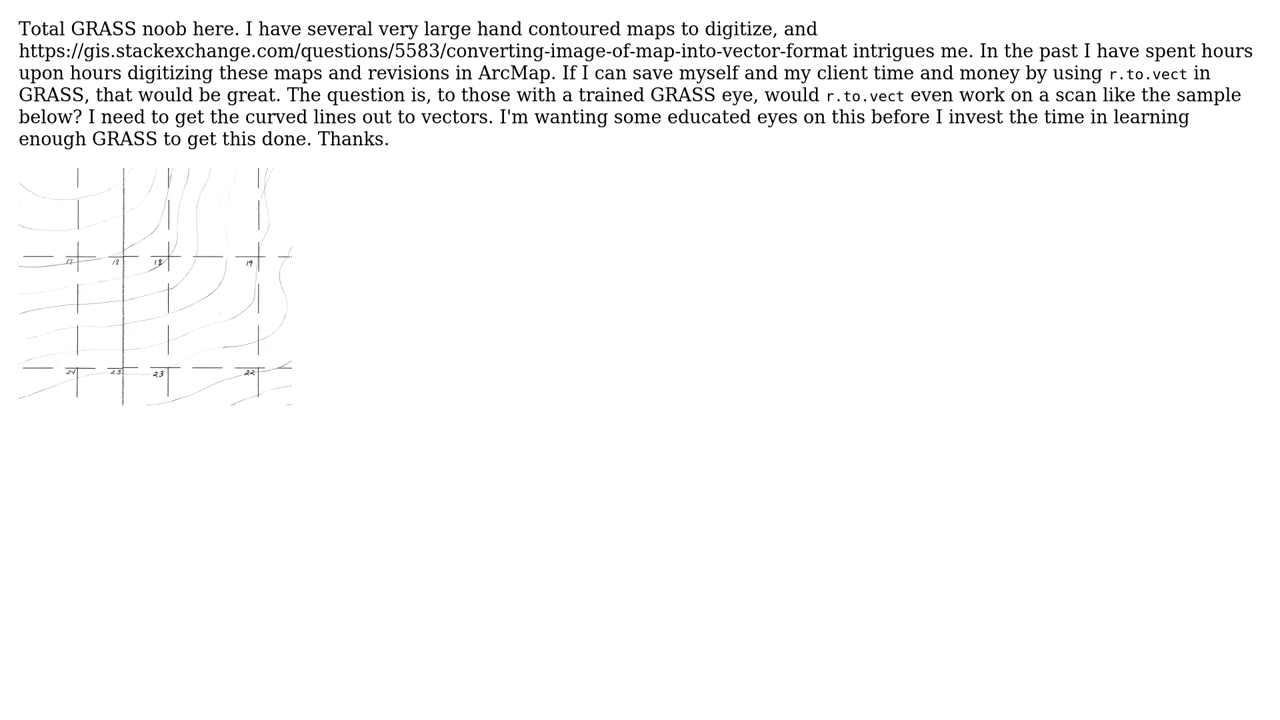 Total GRASS noob here. I have several very large hand contoured maps to digitize, and
https://gis.stackexchange.com/questions/5583/converting-image-of-map-into-vector-format intrigues me. In the past I have spent hours
upon hours digitizing these maps and revisions in ArcMap. If I can save myself and my client time and money by using r.to.vect in
GRASS, that would be great. The question is, to those with a trained GRASS eye, would r.to.vect even work on a scan like the sample
below? I need to get the curved lines out to vectors. I'm wanting some educated eyes on this before I invest the time in learning
enough GRASS to get this done. Thanks.
17 18 18 19
24 23 23 22